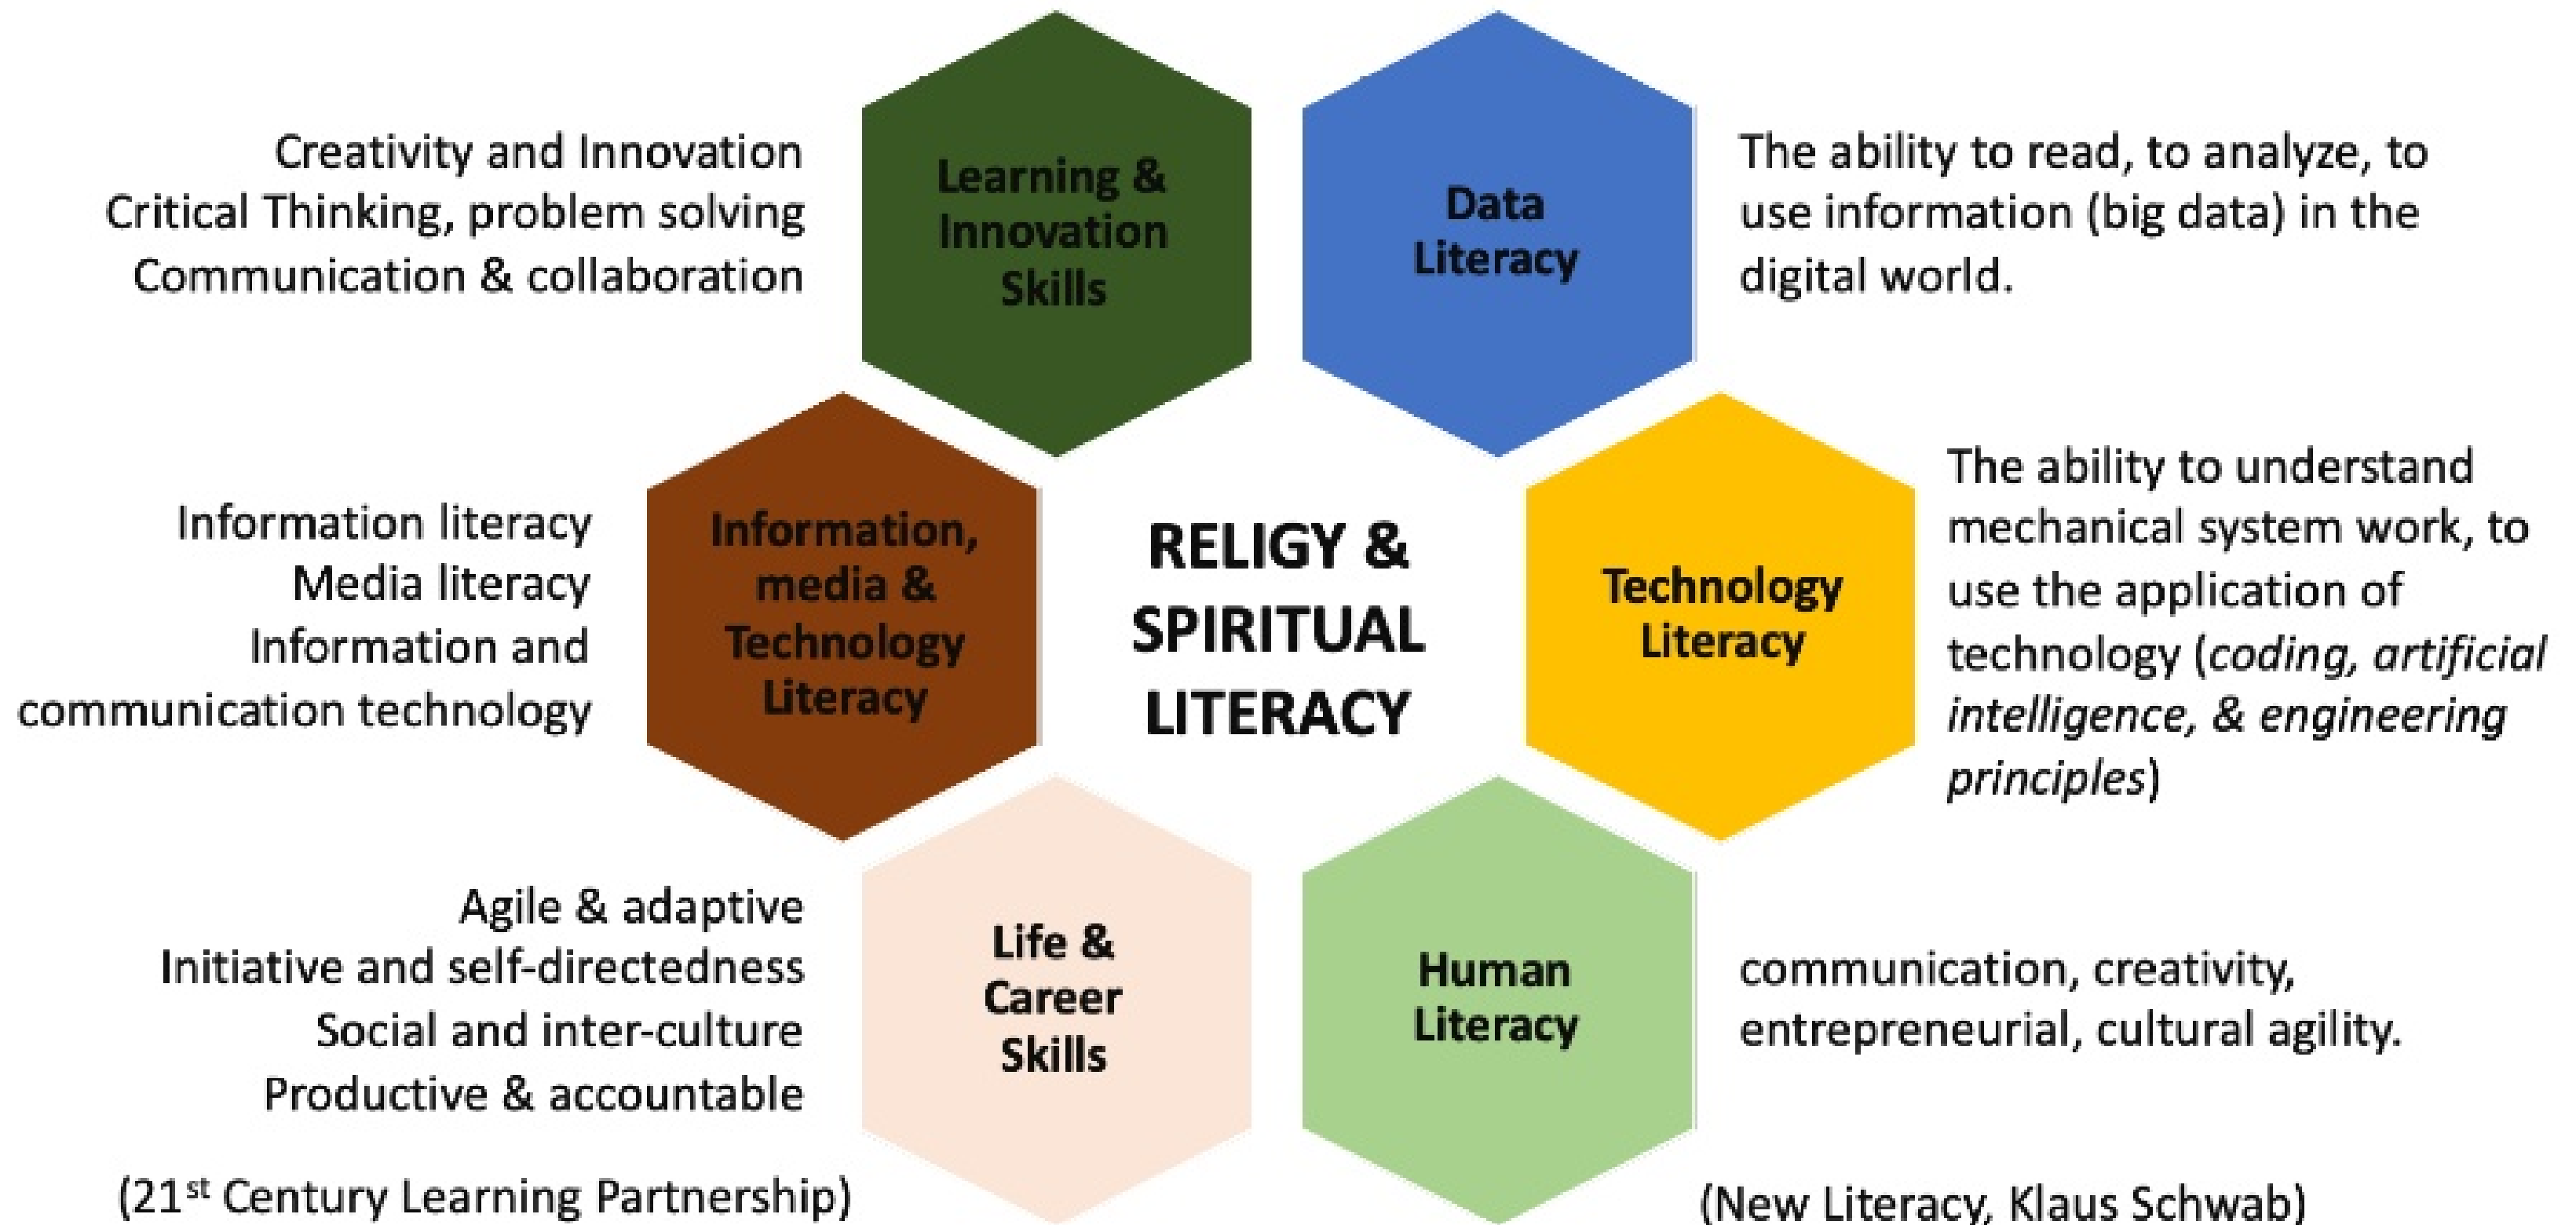 Creativity and Innovation
Critical Thinking, problem solving
Communication & collaboration
Learning &
Innovation
Skills
Data
Literacy
The ability to read, to analyze, to
use information (big data) in the
digital world.
Information literacy
Media literacy
Information and
communication technology
Information,
media &
Technology
Literacy
RELIGY &
SPIRITUAL
LITERACY
Technology
Literacy
The ability to understand
mechanical system work, to
use the application of
technology (coding, artificial
intelligence, & engineering
principles)
Agile & adaptive
Initiative and self-directedness
Social and inter-culture
Productive & accountable
Life &
Career
Skills
Human
Literacy
communication, creativity,
entrepreneurial, cultural agility.
(21st Century Learning Partnership)
(New Literacy, Klaus Schwab)